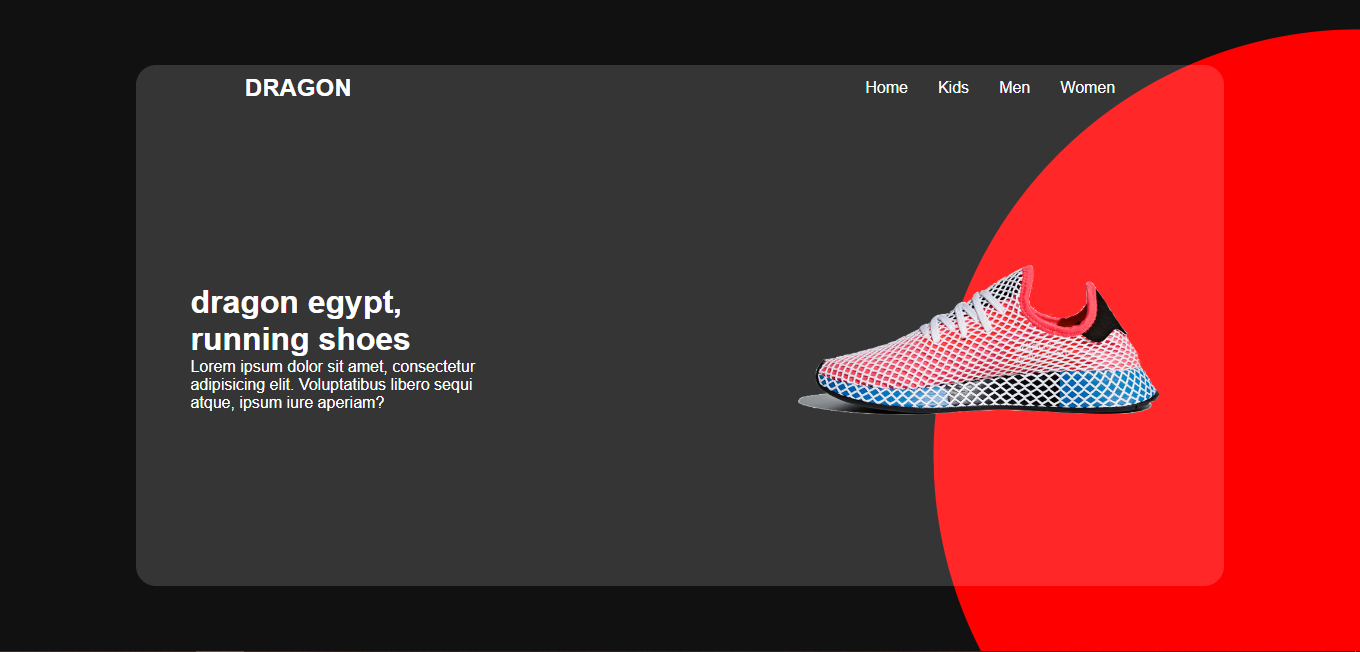 DRAGON
Home Kids Men Women
dragon egypt,
running shoes
Lorem ipsum dolor sit amet, consectetur
adipisicing elit. Voluptatibus libero sequi
atque, ipsum iure aperiam?